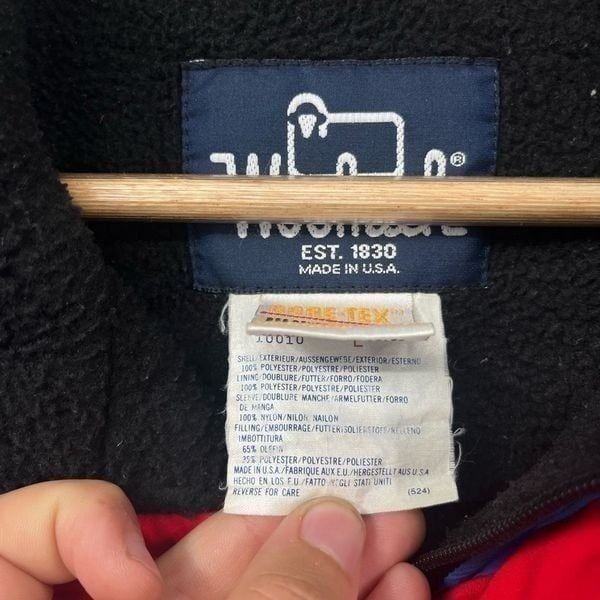 ®
EST. 1830
MADE IN U.S.A.
GORE-TEX
10010 L
SHELL/EXTERIEUR/AUSSENGEWEBE/EXTERIOR/ESTERNO
100% POLYESTER/POLYESTRE/POLIESTER
LINING/DOUBLURE/FUTTER/FORRO/FODERA
100% POLYESTER/POLYESTRE/POLIESTER
SLEEVE/DOUBLURE MANCHE/ARMELFUTTER/FORRO
DE MANGA
100% NYLON/NILON, NAILON
FILLING/EMBOURRAGE/FUTTERISOLIERSTOFF/RELLENO
IMBOTTITURA
65% OLEFIN
35% POLYESTER/POLYESTRE/POLIESTER
MADE IN U.S.A./FABRIQUE AUX E.U./HERGESTELLT AUS U.S.A
HECHO EN LOS E.U./FATTO NEGLI STATI UNITI
REVERSE FOR CARE (524)